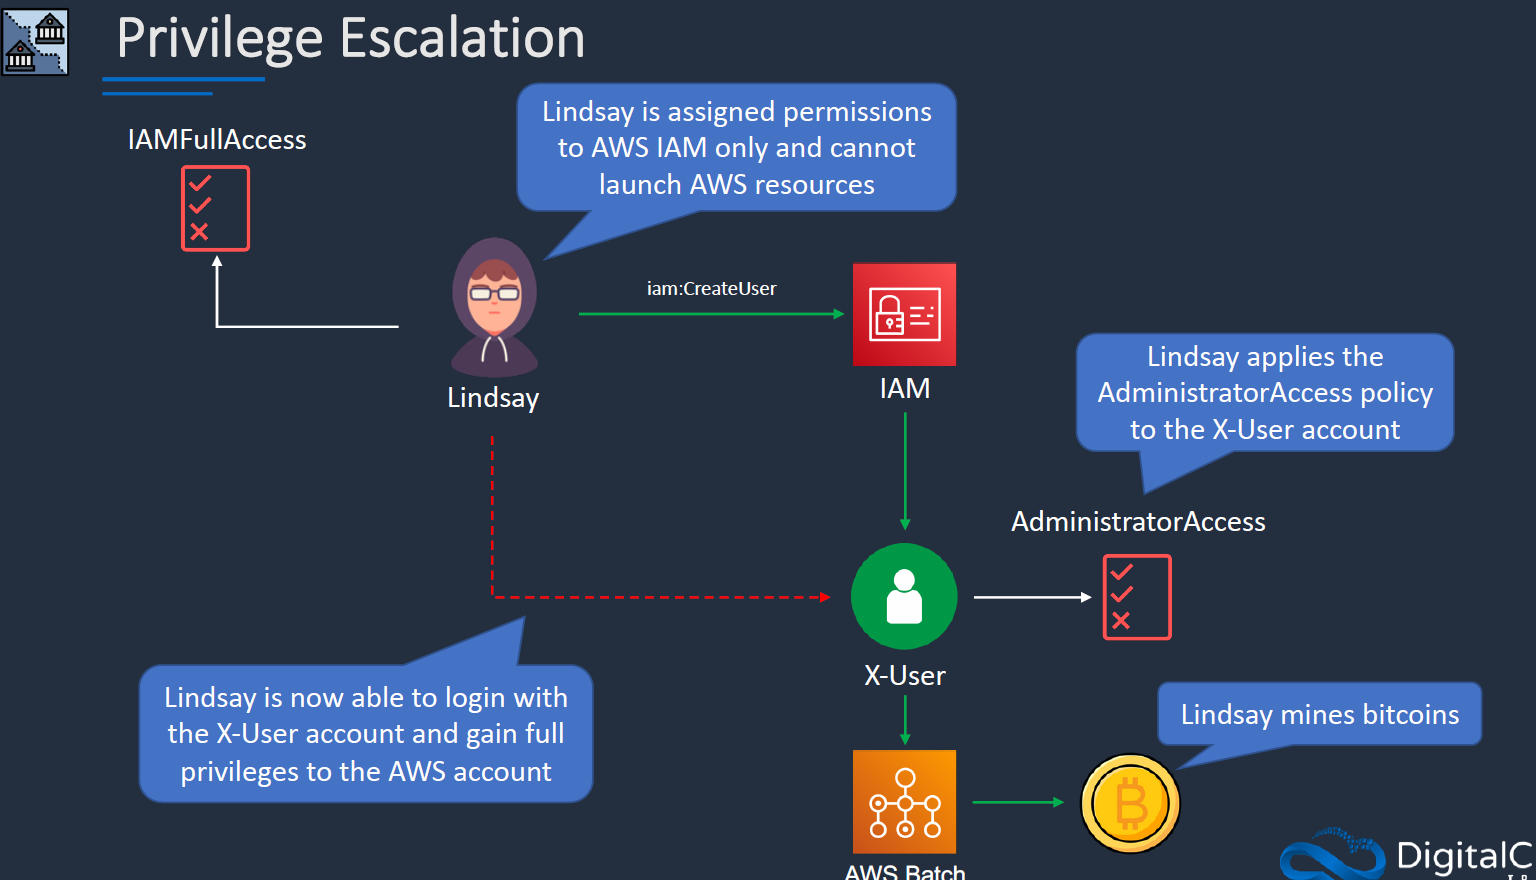 Privilege Escalation
IAMFullAccess
Lindsay is assigned permissions
to AWS IAM only and cannot
launch AWS resources
iam:CreateUser
Lindsay
IAM
Lindsay applies the
AdministratorAccess policy
to the X-User account
AdministratorAccess
X-User
Lindsay is now able to login with
the X-User account and gain full
privileges to the AWS account
Lindsay mines bitcoins
AWS Batch
DigitalC